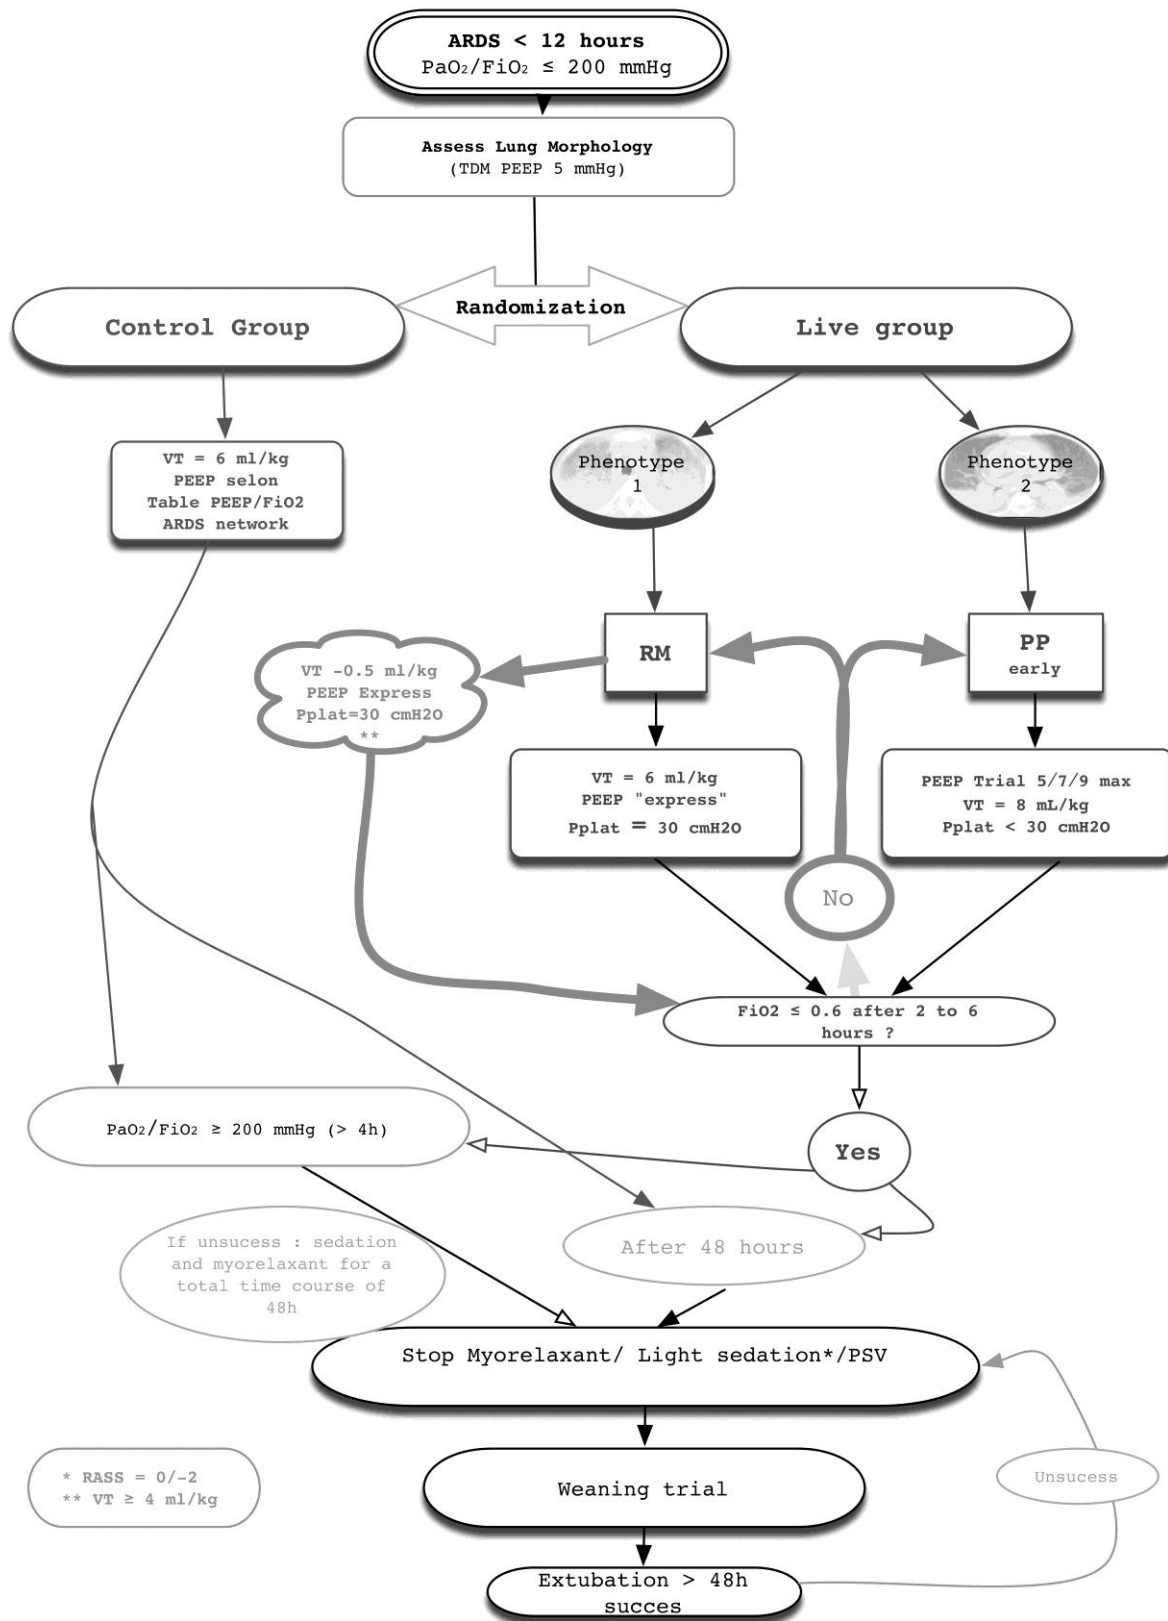 ARDS < 12 hours
PaO₂/FiO₂ ≤ 200 mmHg
Assess Lung Morphology
(TDM PEEP 5 mmHg)
Randomization
Control Group
Live group
VT = 6 ml/kg
PEEP selon
Table PEEP/FiO2
ARDS network
Phenotype
1
Phenotype
2
RM
PP
early
VT -0.5 ml/kg
PEEP Express
Pplat=30 cmH2O
**
VT = 6 ml/kg
PEEP "express"
Pplat = 30 cmH2O
PEEP Trial 5/7/9 max
VT = 8 mL/kg
Pplat < 30 cmH2O
No
FiO2 ≤ 0.6 after 2 to 6
hours ?
PaO₂/FiO₂ ≥ 200 mmHg (> 4h)
Yes
If unsucess : sedation
and myorelaxant for a
total time course of
48h
After 48 hours
Stop Myorelaxant/ Light sedation*/PSV
* RASS = 0/-2
** VT ≥ 4 ml/kg
Weaning trial
Unsucess
Extubation > 48h
succes